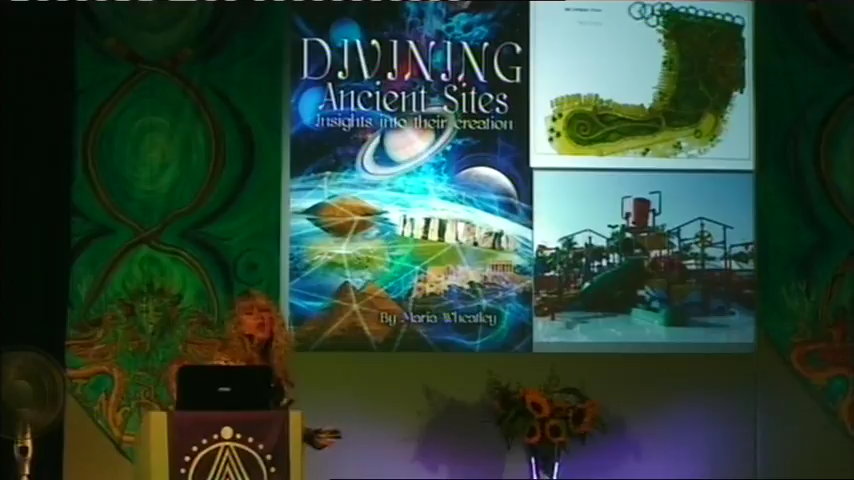 DIVINING
Ancient Sites
Insights into their creation
By Maria Wheatley